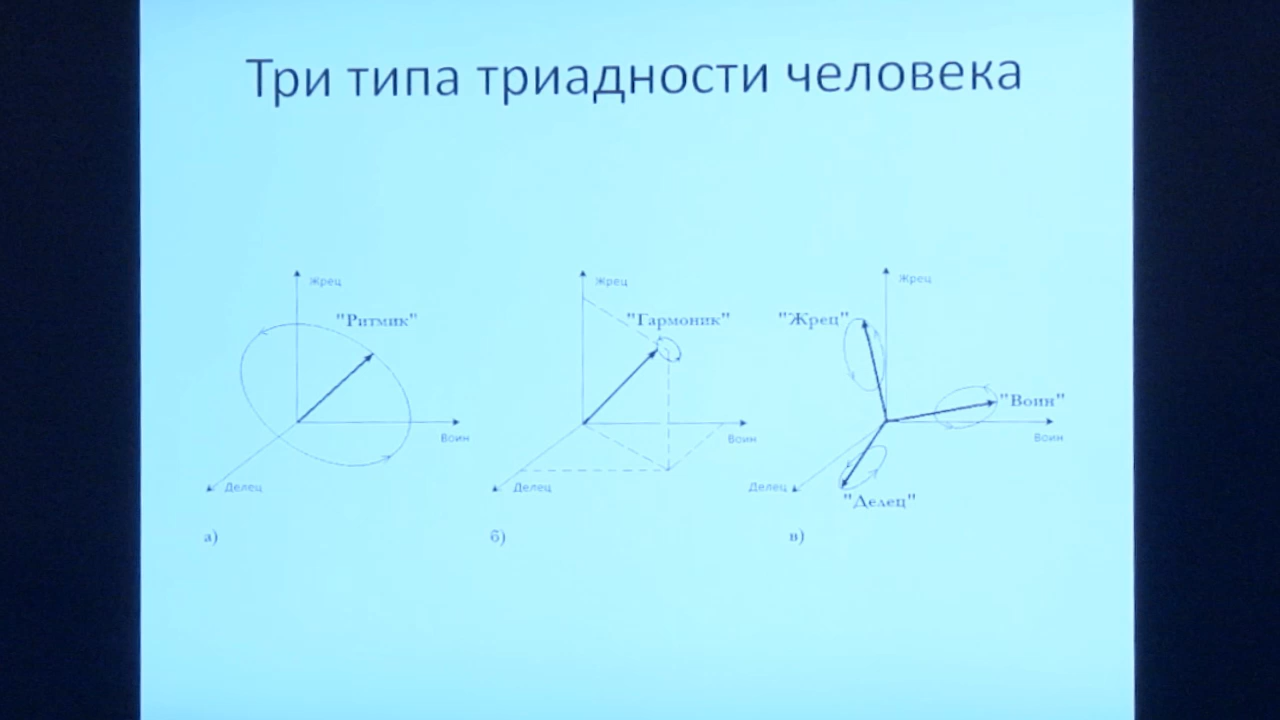 Три типа триадности человека
Жрец
"Ритмик"
Воин
Делец
а)
Жрец
"Гармоник"
Воин
Делец
б)
Жрец
"Жрец"
"Воин"
Воин
Делец
"Делец"
в)